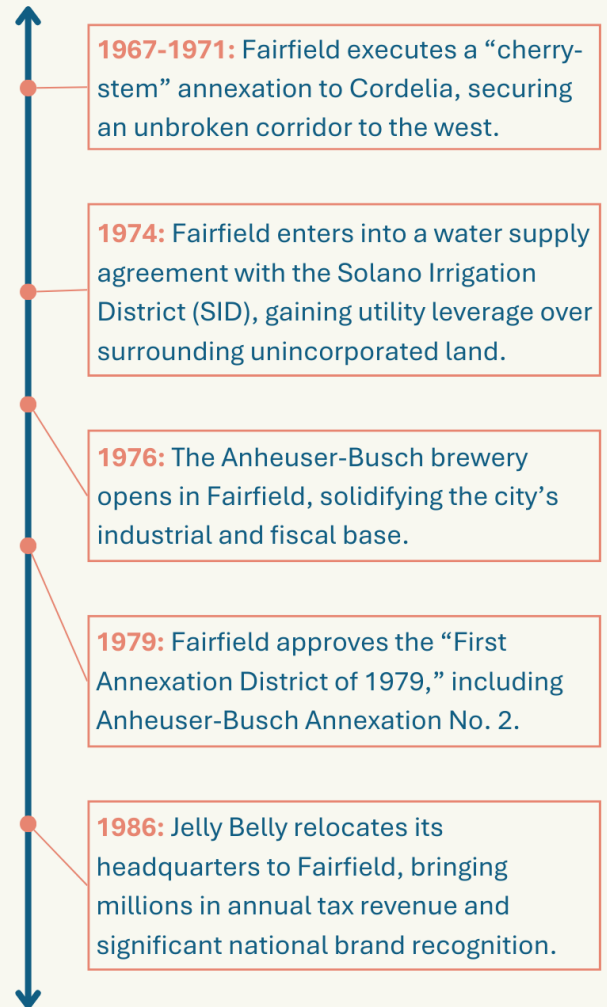 1967-1971: Fairfield executes a “cherry-
stem” annexation to Cordelia, securing
an unbroken corridor to the west.
1974: Fairfield enters into a water supply
agreement with the Solano Irrigation
District (SID), gaining utility leverage over
surrounding unincorporated land.
1976: The Anheuser-Busch brewery
opens in Fairfield, solidifying the city’s
industrial and fiscal base.
1979: Fairfield approves the “First
Annexation District of 1979,” including
Anheuser-Busch Annexation No. 2.
1986: Jelly Belly relocates its
headquarters to Fairfield, bringing
millions in annual tax revenue and
significant national brand recognition.